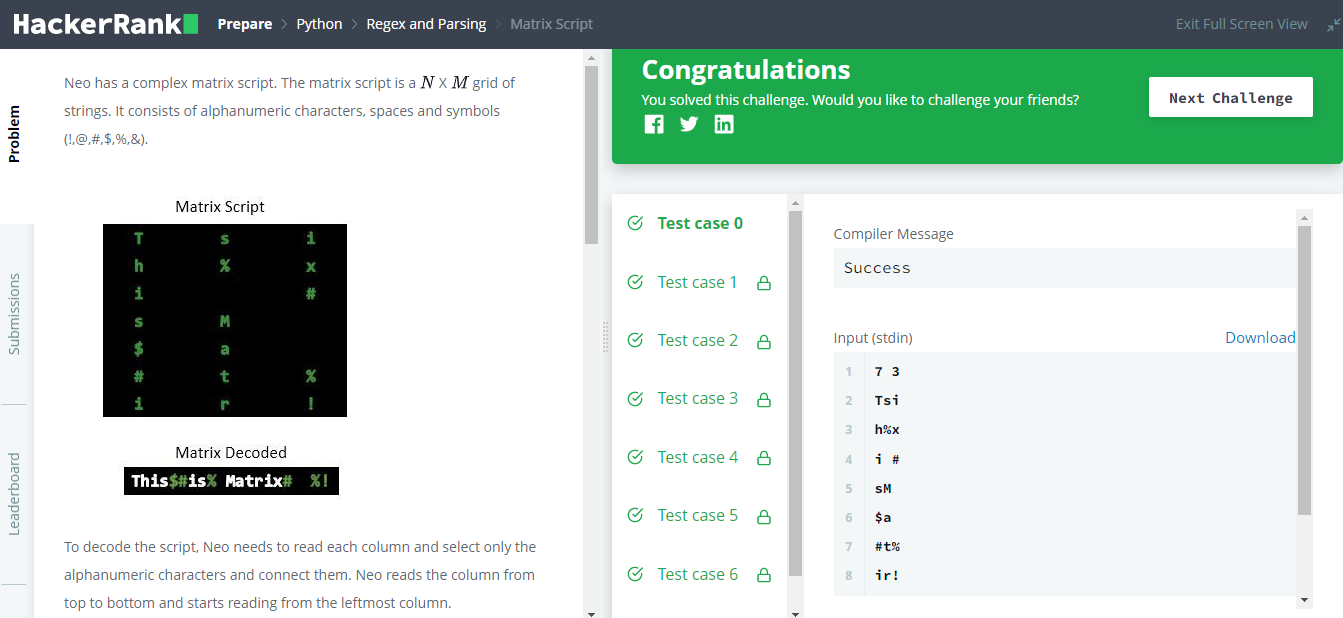 HackerRank
Prepare > Python > Regex and Parsing > Matrix Script
Exit Full Screen View
Problem
Submissions
Leaderboard
Neo has a complex matrix script. The matrix script is a N X M grid of
strings. It consists of alphanumeric characters, spaces and symbols
(!,@,#,$,%,&).
Matrix Script
T s i
h % x
i #
s M
$ a
# t %
i r !
Matrix Decoded
This$#is% Matrix#  %!
To decode the script, Neo needs to read each column and select only the
alphanumeric characters and connect them. Neo reads the column from
top to bottom and starts reading from the leftmost column.
Congratulations
You solved this challenge. Would you like to challenge your friends?
Next Challenge
Test case 0
Test case 1
Test case 2
Test case 3
Test case 4
Test case 5
Test case 6
Compiler Message
Success
Input (stdin)
Download
1 7 3
2 Tsi
3 h%x
4 i #
5 sM
6 $a
7 #t%
8 ir!